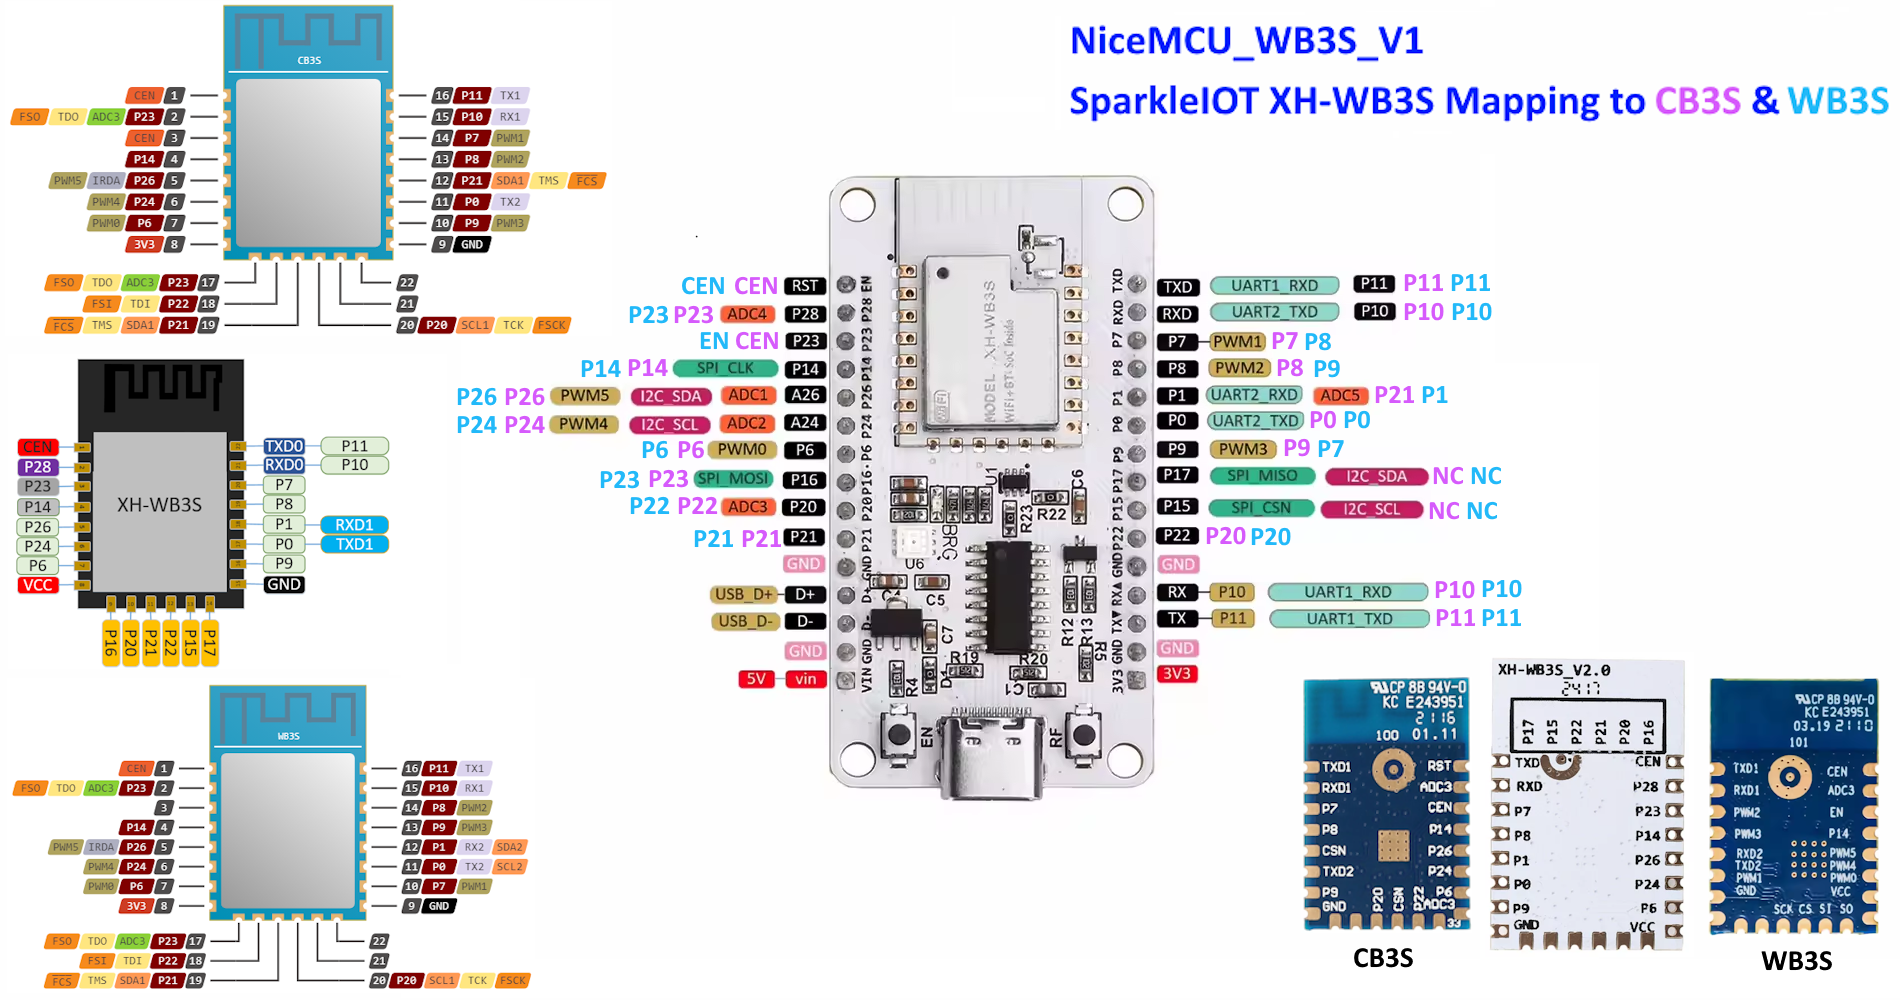 NiceMCU_WB3S_V1
SparkleIOT XH-WB3S Mapping to CB3S & WB3S
CB3S
CEN 1
FSO TDO ADC3 P23 2
CEN 3
P14 4
PWM5 IRDA P26 5
PWM4 P24 6
PWM0 P6 7
3V3 8
16 P11 TX1
15 P10 RX1
14 P7 PWM1
13 P8 PWM2
12 P21 SDA1 TMS FCS
11 P0 TX2
10 P9 PWM3
9 GND
FSO TDO ADC3 P23 17
FSI TDI P22 18
FCS TMS SDA1 P21 19
22
21
20 P20 SCL1 TCK FSCK
XH-WB3S
CEN
P28
P23
P14
P26
P24
P6
VCC
TXD0 P11
RXD0 P10
P7
P8
P1 RXD1
P0 TXD1
P9
GND
P16
P20
P21
P22
P15
P17
WB3S
CEN 1
FSO TDO ADC3 P23 2
3
P14 4
PWM5 IRDA P26 5
PWM4 P24 6
PWM0 P6 7
3V3 8
16 P11 TX1
15 P10 RX1
14 P8 PWM2
13 P9 PWM3
12 P1 RX2 SDA2
11 P0 TX2 SCL2
10 P7 PWM1
9 GND
FSO TDO ADC3 P23 17
FSI TDI P22 18
FCS TMS SDA1 P21 19
22
21
20 P20 SCL1 TCK FSCK
CEN CEN RST
P23 P23 ADC4 P28
EN CEN P23
P14 P14 SPI_CLK P14
P26 P26 PWM5 I2C_SDA ADC1 A26
P24 P24 PWM4 I2C_SCL ADC2 A24
P6 P6 PWM0 P6
P23 P23 SPI_MOSI P16
P22 P22 ADC3 P20
P21 P21 P21
GND
USB_D+ D+
USB_D- D-
GND
5V vin
EN
P28
P23
P14
P26
P24
P6
P16
P20
P21
GND
D+
D-
GND
VIN
MODEL XH-WB3S
WiFi+BT SoC Inside
WiFi
U1
C6
R23
R22
BRG
U6
C4
C5
C7
R12
R13
R5
R19
R20
R4
D1
C1
EN
RF
TXD
RXD
P7
P8
P1
P0
P9
P17
P15
P22
GND
RX
TX
GND
3V3
TXD UART1_RXD P11 P11 P11
RXD UART2_TXD P10 P10 P10
P7 PWM1 P7 P8
P8 PWM2 P8 P9
P1 UART2_RXD ADC5 P21 P1
P0 UART2_TXD P0 P0
P9 PWM3 P9 P7
P17 SPI_MISO I2C_SDA NC NC
P15 SPI_CSN I2C_SCL NC NC
P22 P20 P20
GND
RX P10 UART1_RXD P10 P10
TX P11 UART1_TXD P11 P11
GND
3V3
CP 8B 94V-0
KC E243951
2116
100 01.11
TXD1 RST
RXD1 ADC3
P7 CEN
P8 P14
CSN P26
TXD2 P24
P9 P6
GND P20 CSN P22 ADC3
33
CB3S
XH-WB3S_V2.0
2417
P17 P15 P22 P21 P20 P16
TXD CEN
RXD P28
P7 P23
P8 P14
P1 P26
P0 P24
P9 P6
GND VCC
CP 8B 94V-0
KC E243951
03.19 2110
101
TXD1 CEN
RXD1 ADC3
PWM2 EN
PWM3 P14
RXD2 PWM5
TXD2 PWM4
PWM1 PWM0
GND VCC
SCK CS SI SO
WB3S